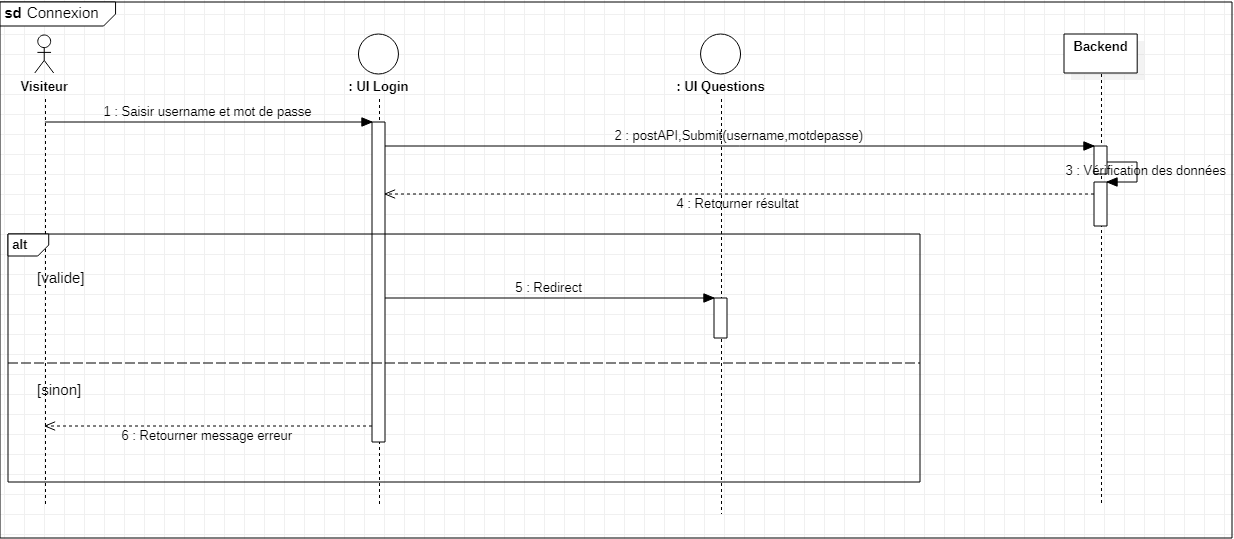 sd Connexion
Visiteur
: UI Login
: UI Questions
Backend
1 : Saisir username et mot de passe
2 : postAPI,Submit(username,motdepasse)
3 : Vérification des données
4 : Retourner résultat
alt
[valide]
5 : Redirect
[sinon]
6 : Retourner message erreur